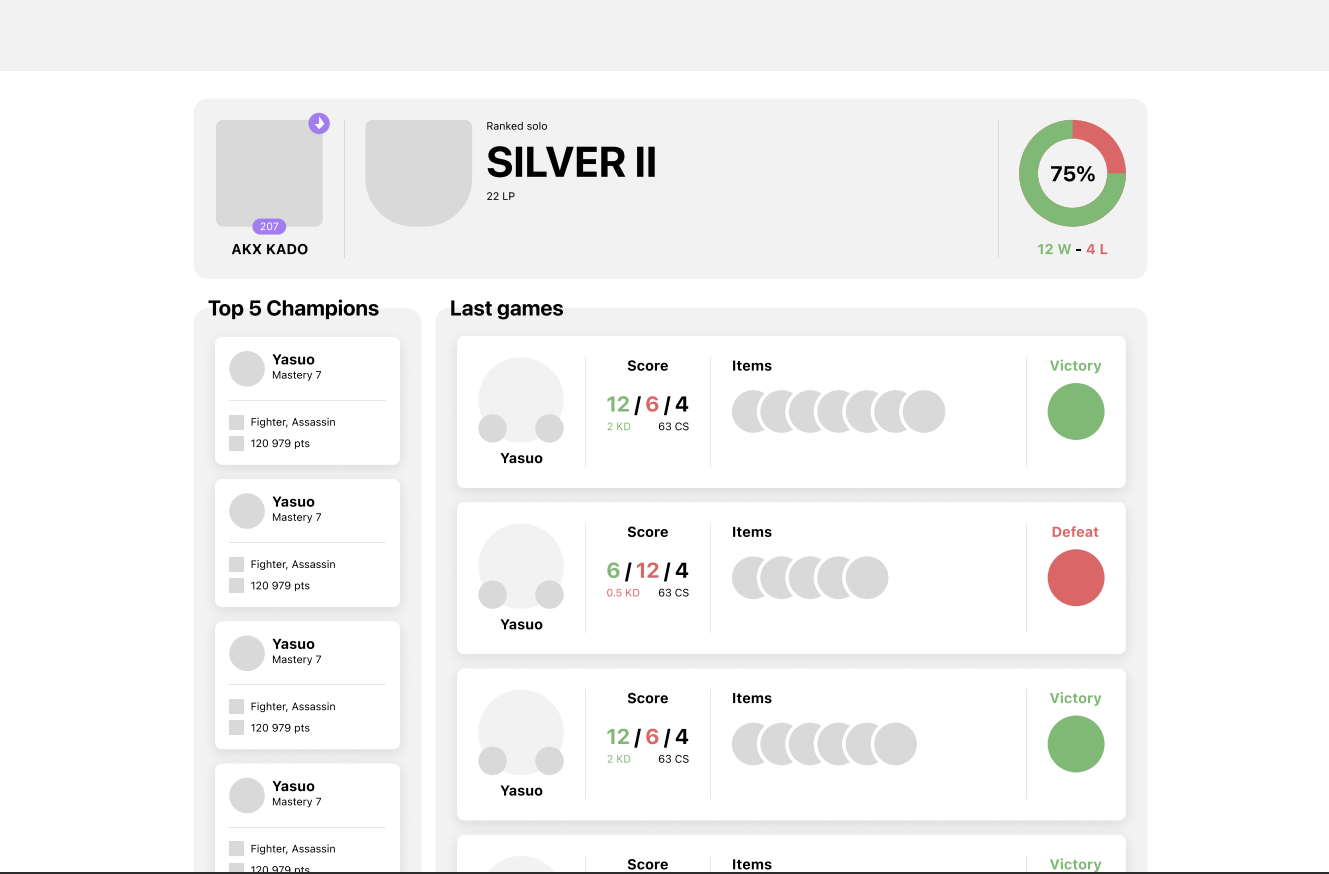 Ranked solo
SILVER II
22 LP
75%
207
AKX KADO
12 W - 4 L
Top 5 Champions
Yasuo
Mastery 7
Fighter, Assassin
120 979 pts
Yasuo
Mastery 7
Fighter, Assassin
120 979 pts
Yasuo
Mastery 7
Fighter, Assassin
120 979 pts
Yasuo
Mastery 7
Fighter, Assassin
120 979 pts
Last games
Yasuo
Score
12 / 6 / 4
2 KD 63 CS
Items
Victory
Yasuo
Score
6 / 12 / 4
0.5 KD 63 CS
Items
Defeat
Yasuo
Score
12 / 6 / 4
2 KD 63 CS
Items
Victory
Score
Items
Victory